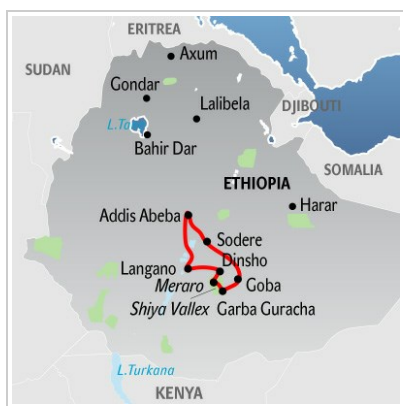 ERITREA
Axum
SUDAN
Gondar
Lalibela
DJIBOUTI
L.Ta
Bahir Dar
SOMALIA
ETHIOPIA
Harar
Addis Abeba
Sodere
Dinsho
Langano
Meraro
Goba
Shiya Vallex
Garba Guracha
L.Turkana
KENYA